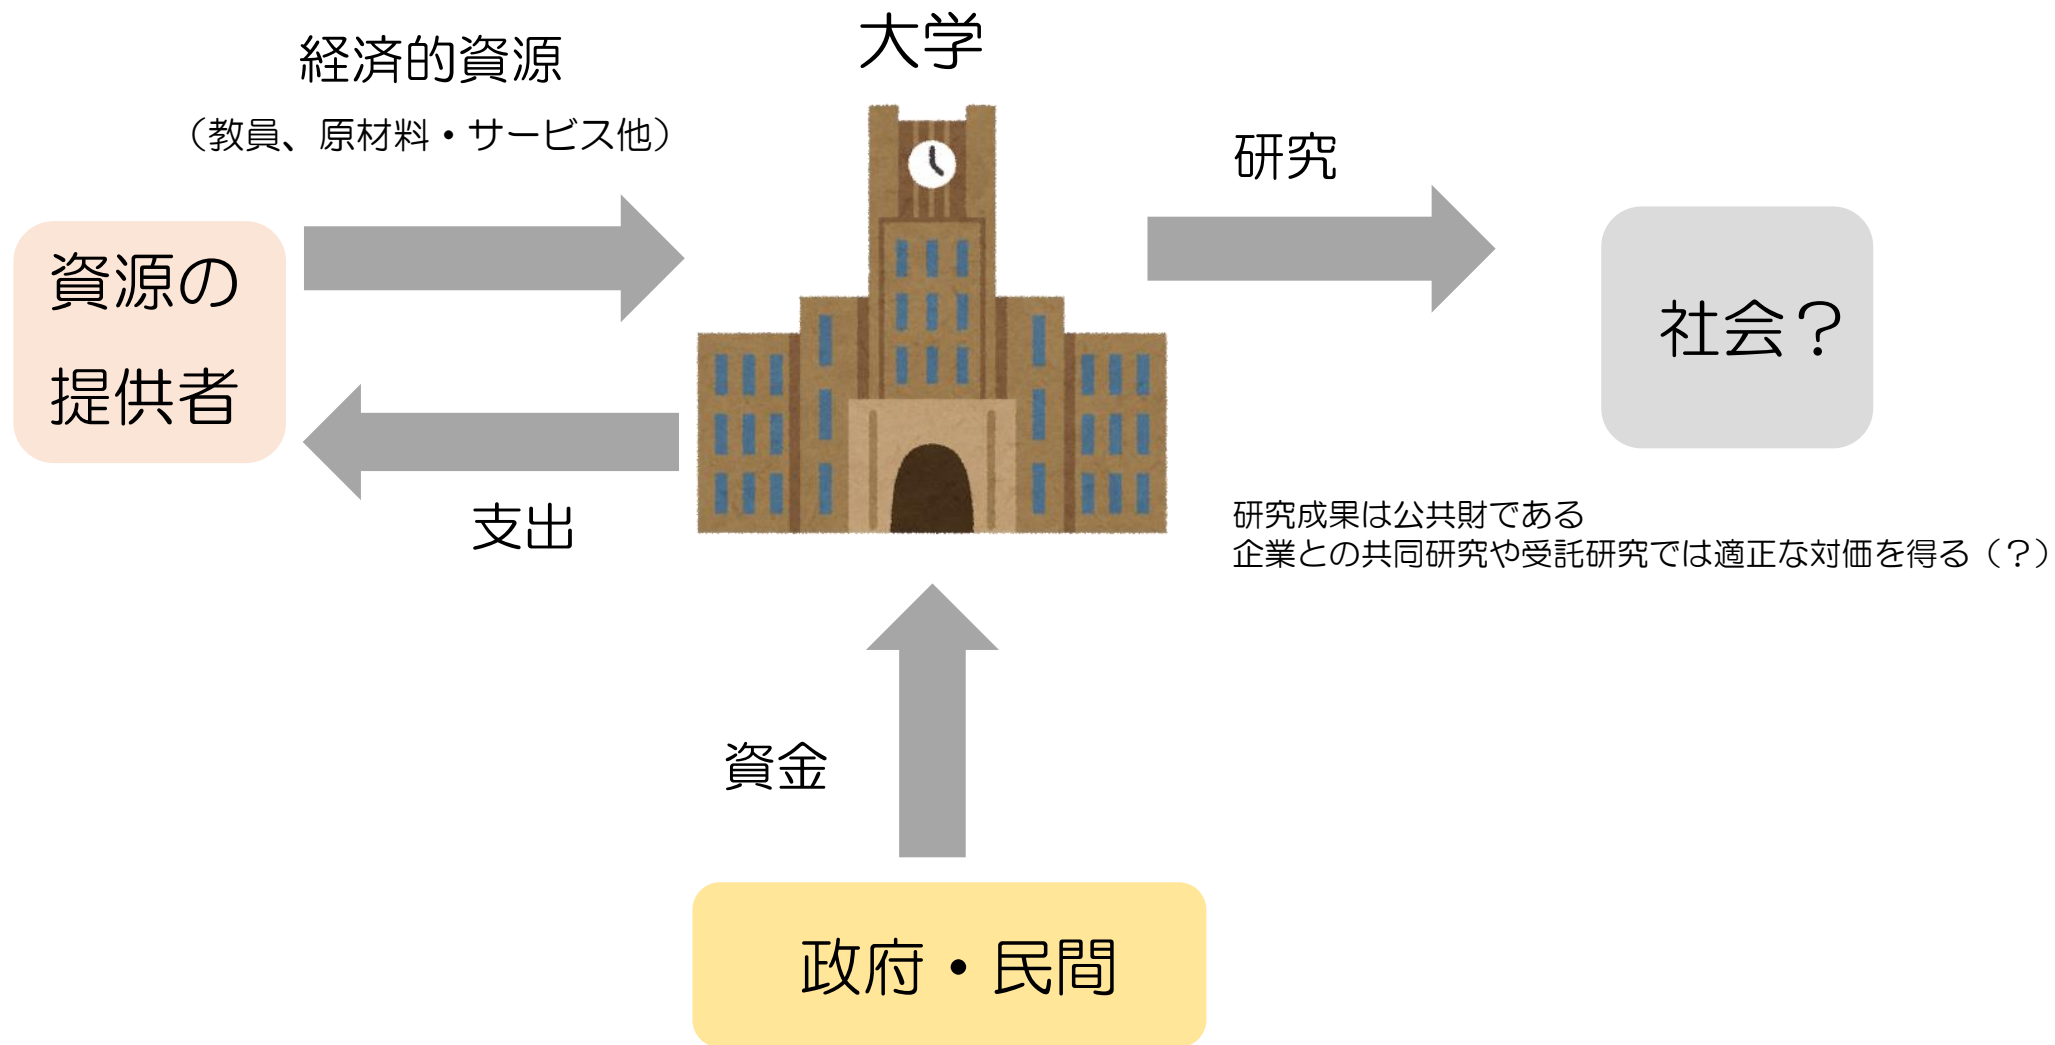 大学
経済的資源
（教員、原材料・サービス他）
研究
資源の
提供者
社会？
支出
研究成果は公共財である
企業との共同研究や受託研究では適正な対価を得る（？）
資金
政府・民間